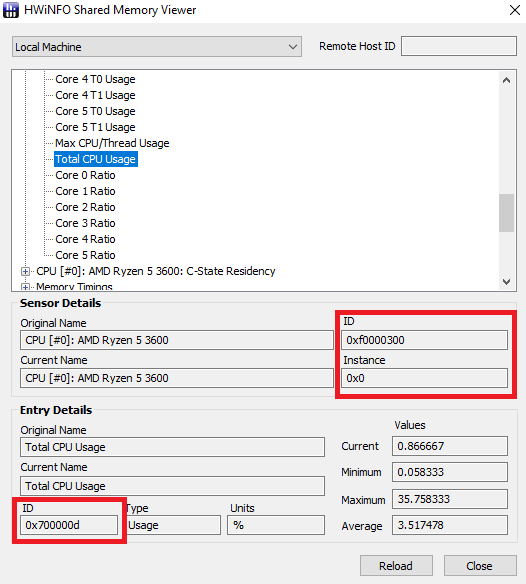 HWiNFO Shared Memory Viewer
Local Machine
Remote Host ID
Core 4 T0 Usage
Core 4 T1 Usage
Core 5 T0 Usage
Core 5 T1 Usage
Max CPU/Thread Usage
Total CPU Usage
Core 0 Ratio
Core 1 Ratio
Core 2 Ratio
Core 3 Ratio
Core 4 Ratio
Core 5 Ratio
CPU [#0]: AMD Ryzen 5 3600: C-State Residency
Memory Timings
Sensor Details
Original Name
CPU [#0]: AMD Ryzen 5 3600
Current Name
CPU [#0]: AMD Ryzen 5 3600
ID
0xf0000300
Instance
0x0
Entry Details
Original Name
Total CPU Usage
Current Name
Total CPU Usage
ID
0x700000d
Type
Usage
Units
%
Values
Current 0.866667
Minimum 0.058333
Maximum 35.758333
Average 3.517478
Reload
Close